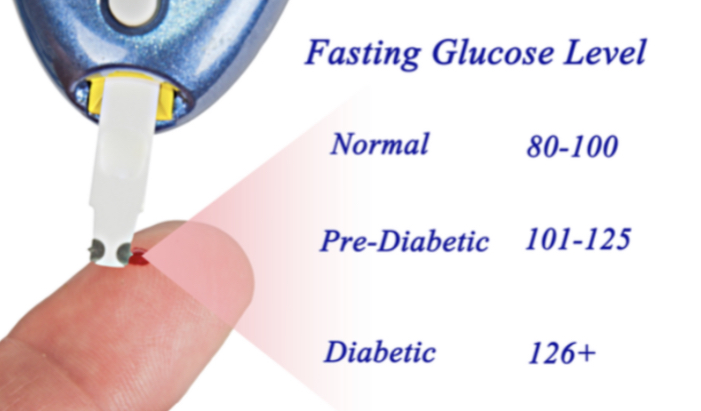 Fasting Glucose Level
Normal 80-100
Pre-Diabetic 101-125
Diabetic 126+